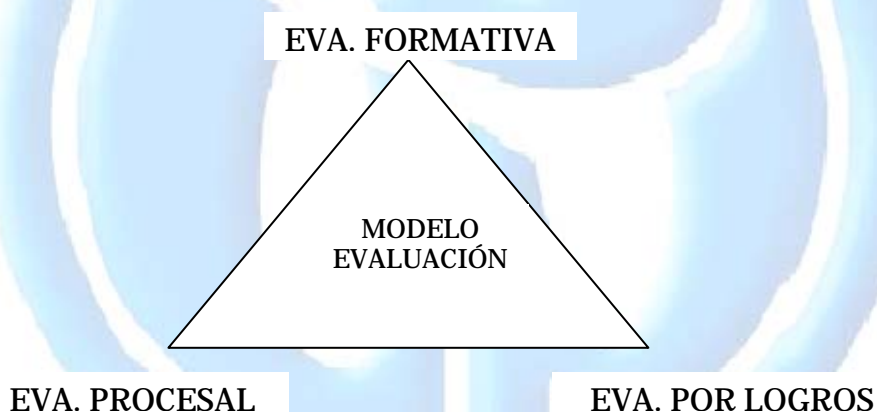 EVA. FORMATIVA
MODELO
EVALUACIÓN
EVA. PROCESAL
EVA. POR LOGROS